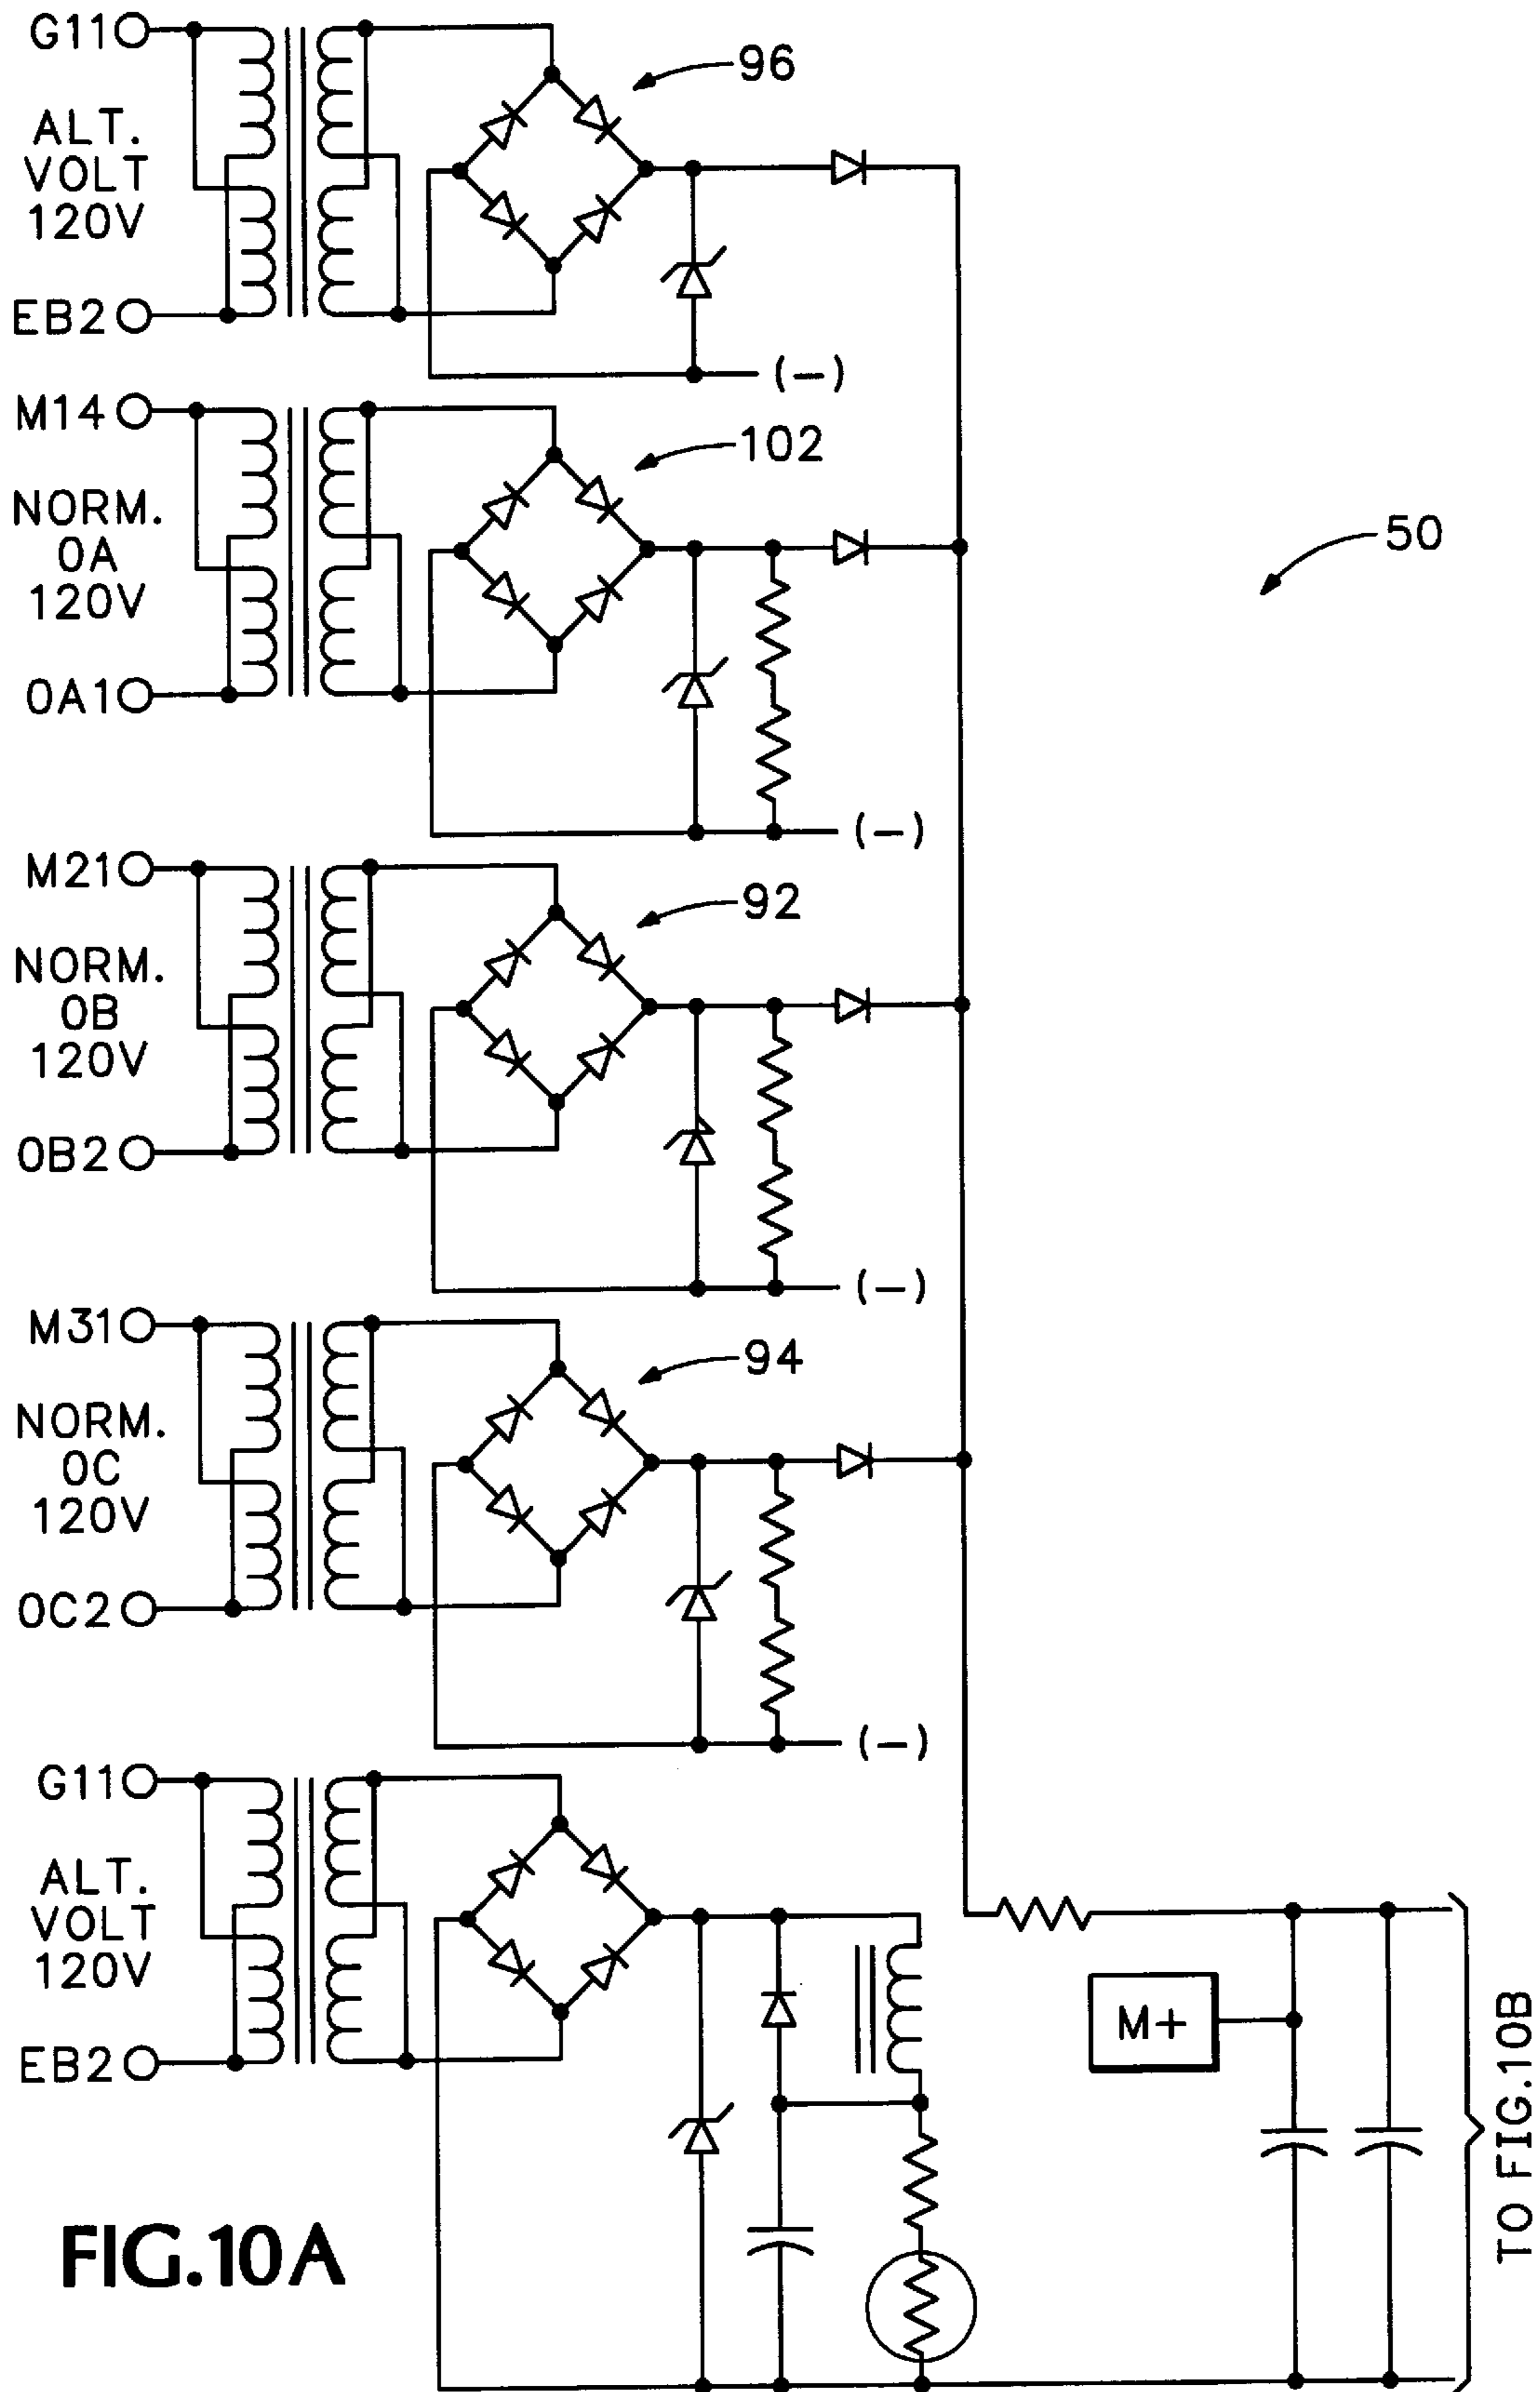 G11
96
ALT.
VOLT
120V
EB2
(-)
M14
102
NORM.
0A
120V
50
0A1
(-)
M21
92
NORM.
0B
120V
0B2
(-)
M31
94
NORM.
0C
120V
0C2
(-)
G11
ALT.
VOLT
120V
M+
EB2
TO FIG.10B
FIG.10A